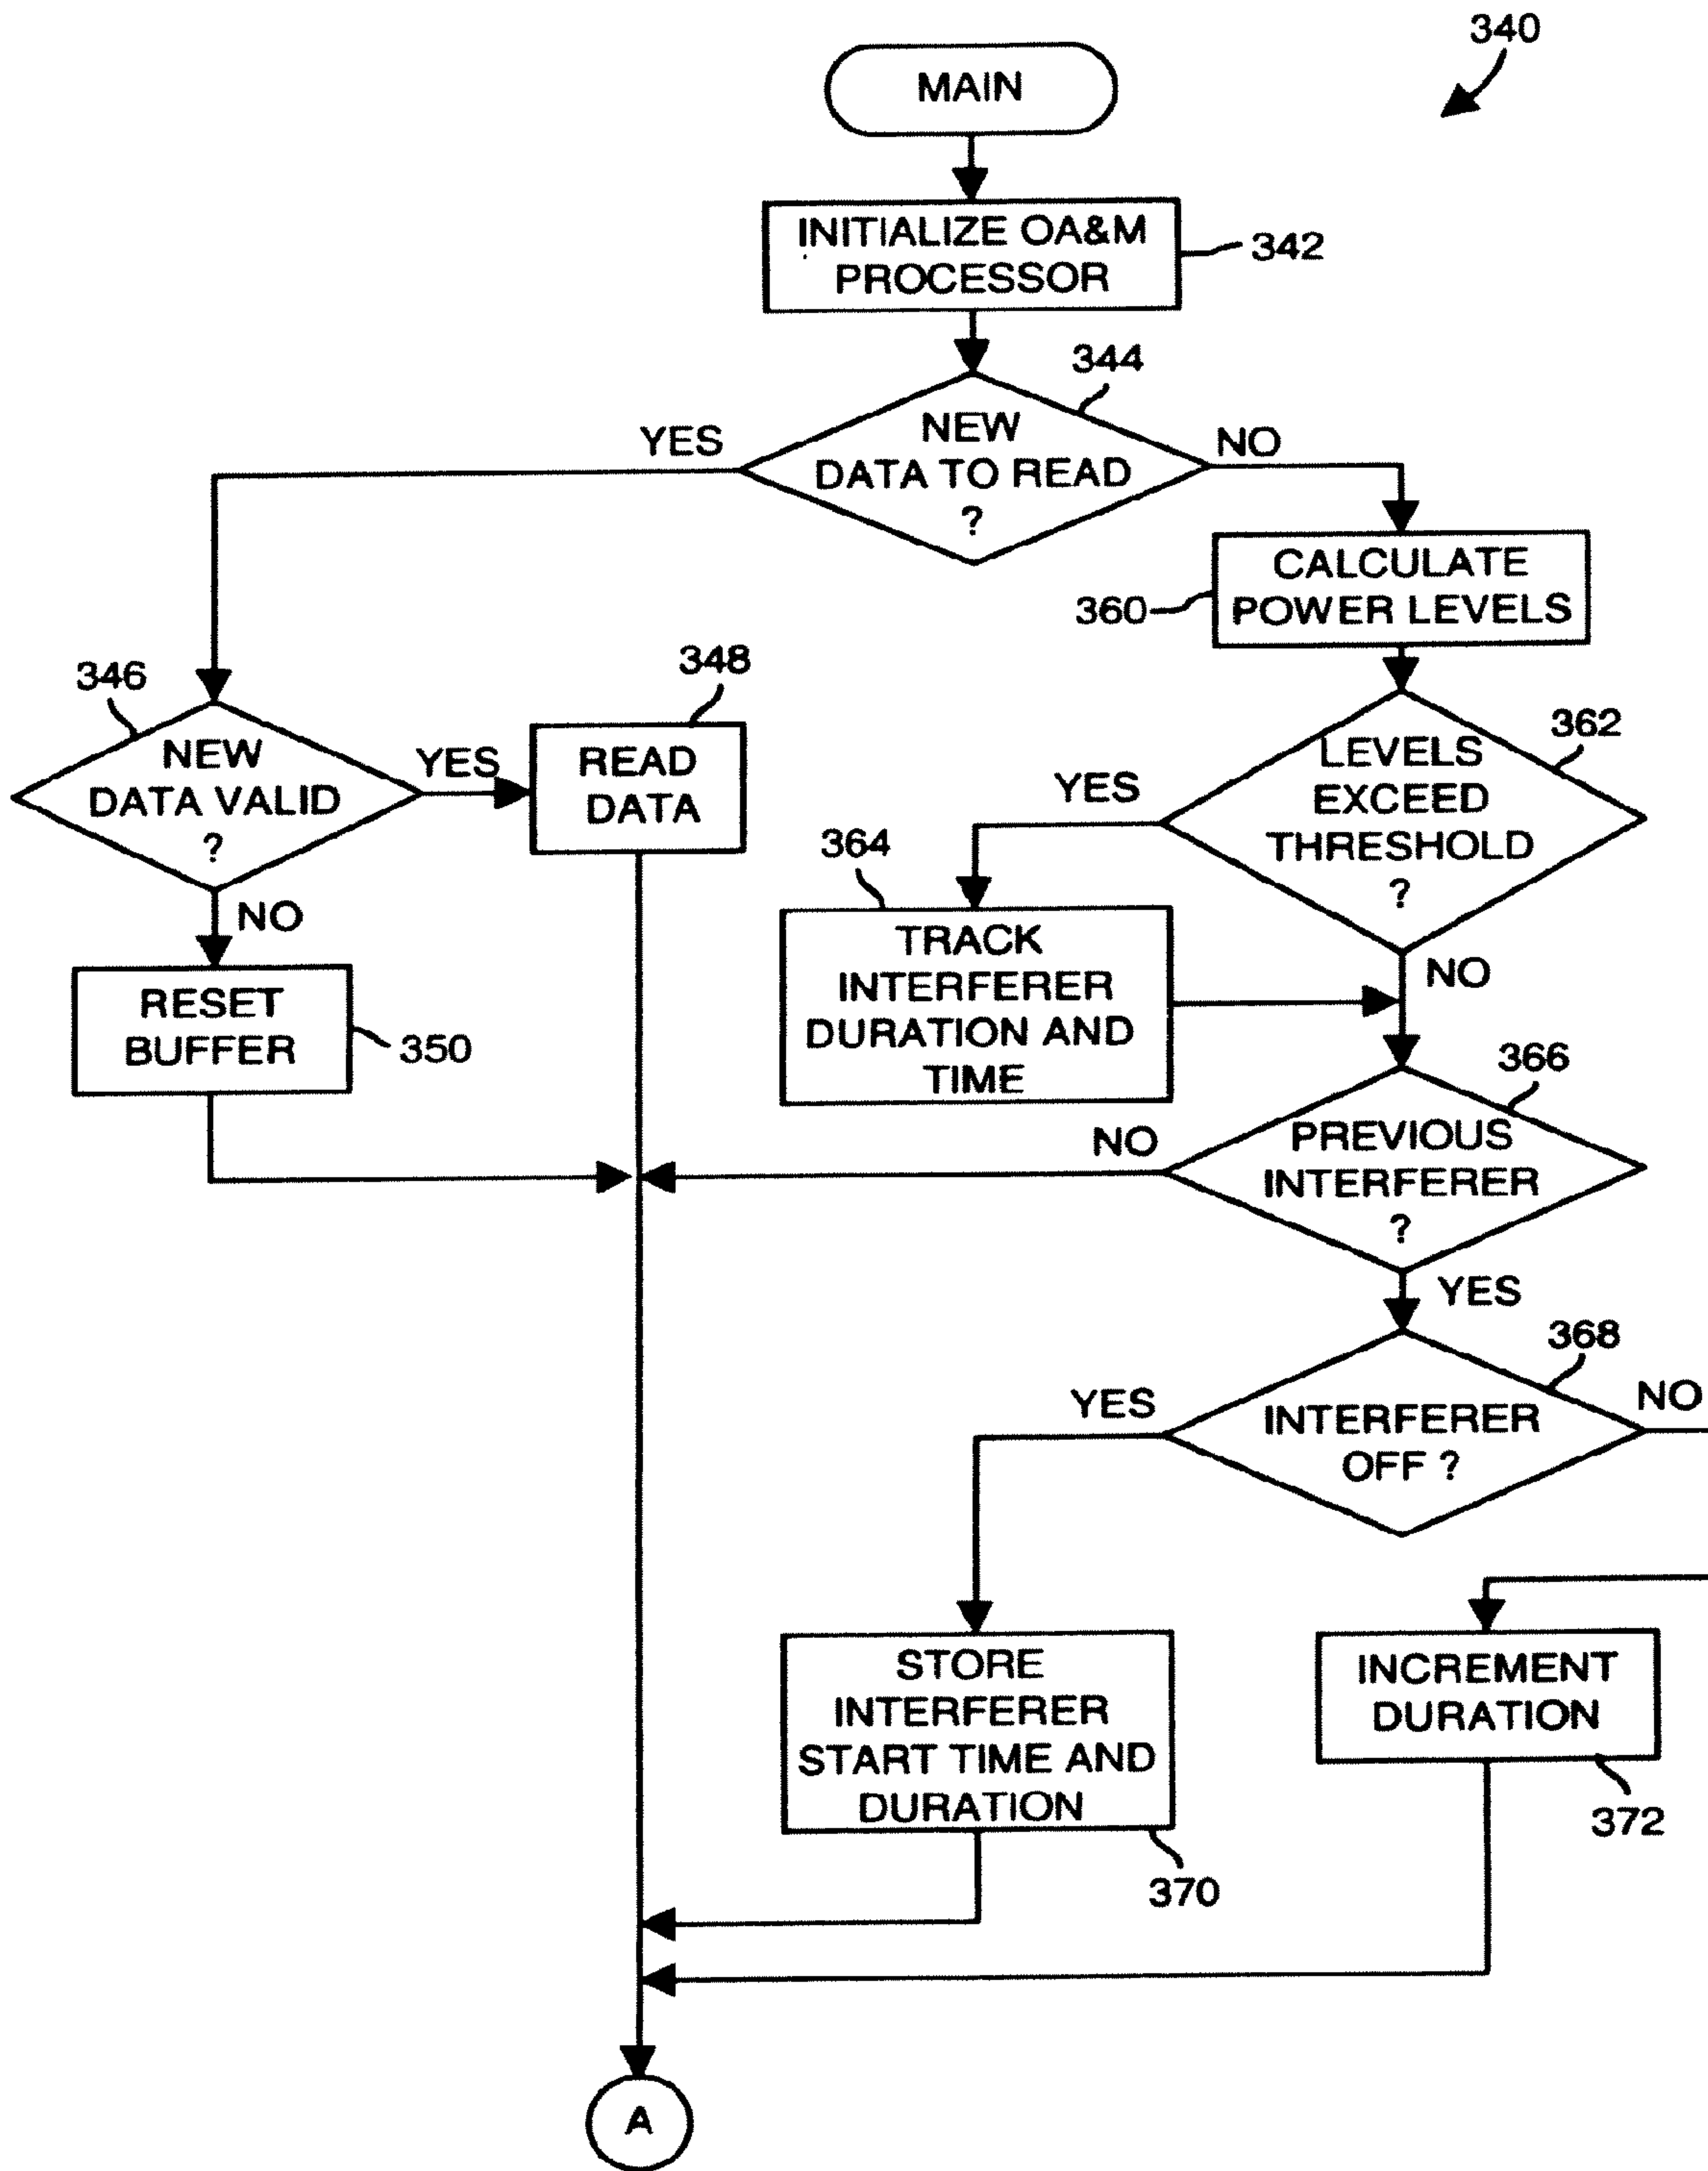 340
MAIN
INITIALIZE OA&M
PROCESSOR
342
344
NEW
DATA TO READ
?
YES
NO
CALCULATE
POWER LEVELS
360
346
NEW
DATA VALID
?
YES
348
READ
DATA
362
LEVELS
EXCEED
THRESHOLD
?
YES
NO
364
TRACK
INTERFERER
DURATION AND
TIME
NO
RESET
BUFFER
350
366
PREVIOUS
INTERFERER
?
NO
YES
368
INTERFERER
OFF ?
YES
NO
STORE
INTERFERER
START TIME AND
DURATION
370
INCREMENT
DURATION
372
A